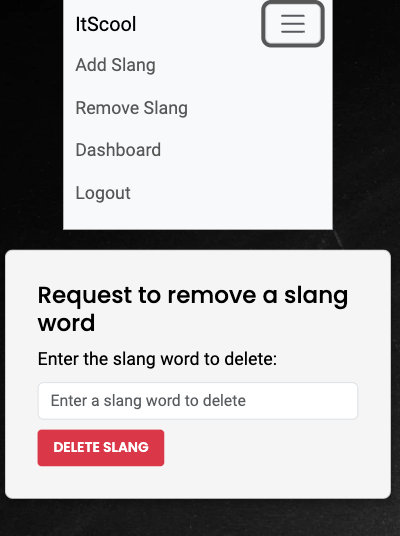 ItScool
Add Slang
Remove Slang
Dashboard
Logout
Request to remove a slang
word
Enter the slang word to delete:
Enter a slang word to delete
DELETE SLANG